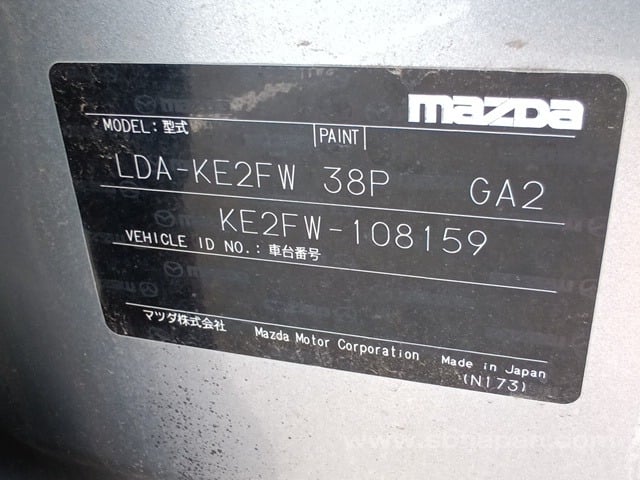 mazda
MODEL: 型式 PAINT
LDA-KE2FW 38P GA2
KE2FW-108159
VEHICLE ID NO.: 車台番号
マツダ株式会社 Mazda Motor Corporation Made in Japan
(N173)